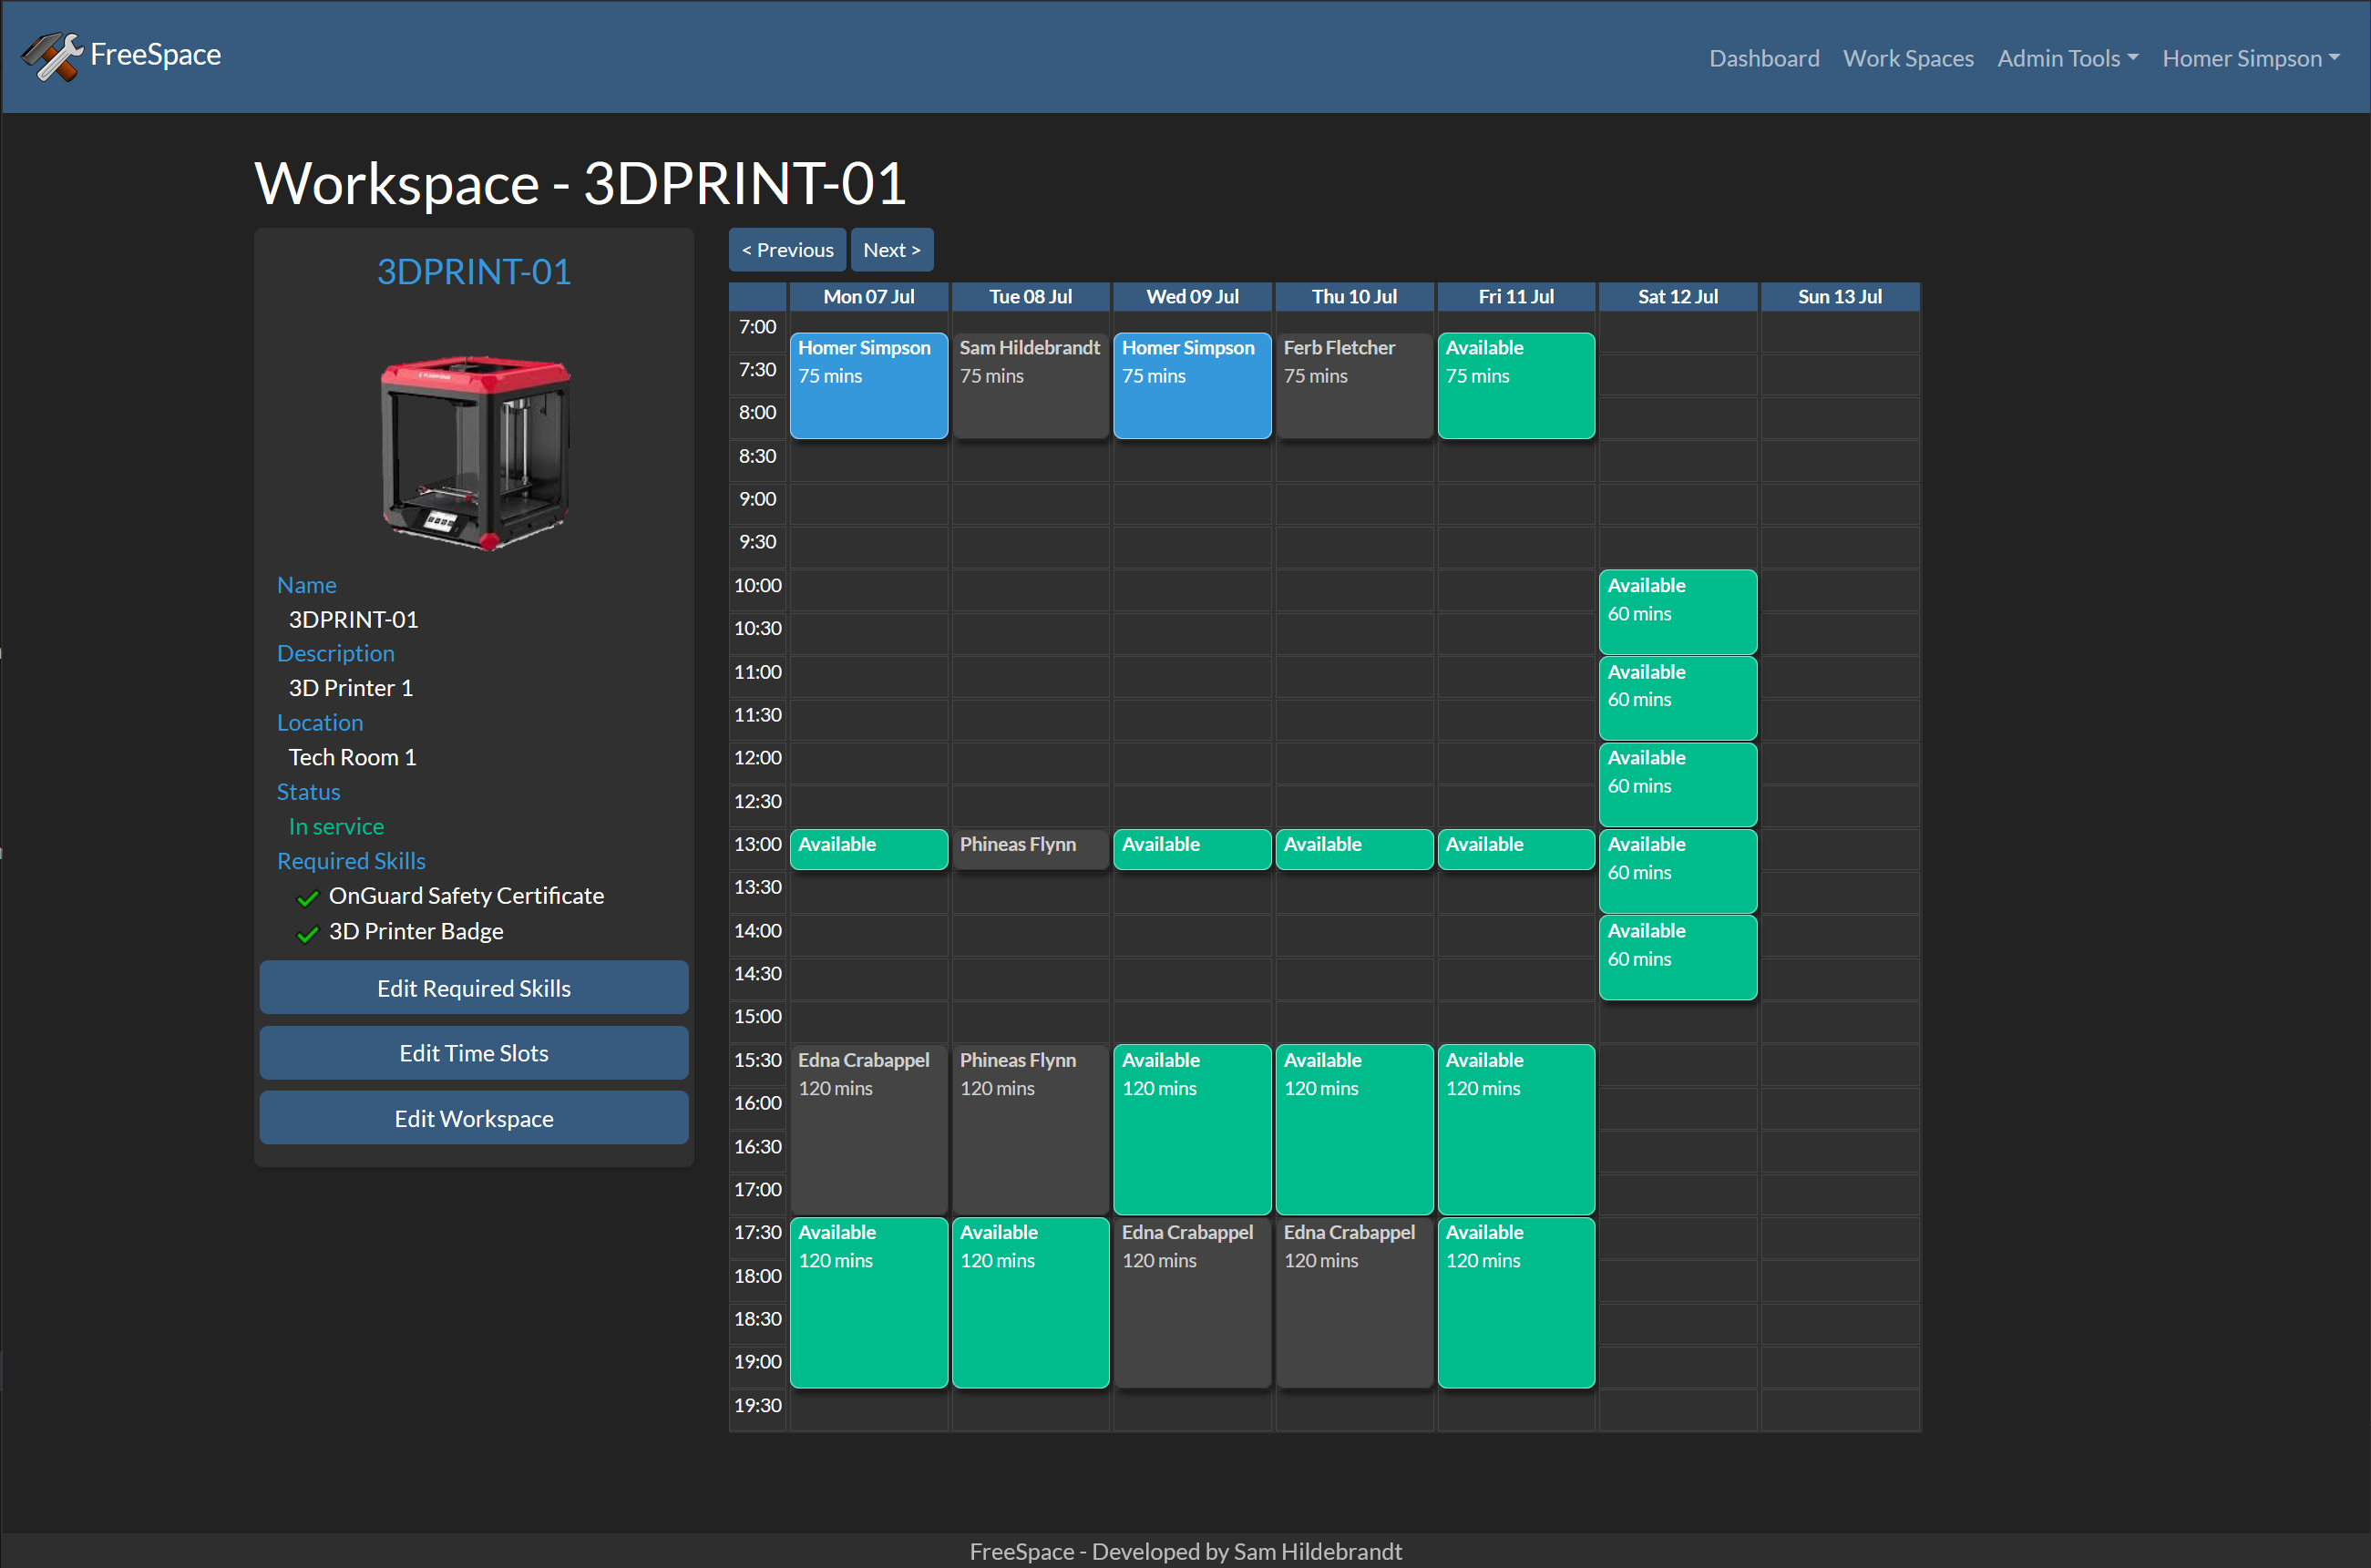 FreeSpace
Dashboard Work Spaces Admin Tools Homer Simpson
Workspace - 3DPRINT-01
3DPRINT-01
Name
3DPRINT-01
Description
3D Printer 1
Location
Tech Room 1
Status
In service
Required Skills
OnGuard Safety Certificate
3D Printer Badge
Edit Required Skills
Edit Time Slots
Edit Workspace
< Previous Next >
Mon 07 Jul Tue 08 Jul Wed 09 Jul Thu 10 Jul Fri 11 Jul Sat 12 Jul Sun 13 Jul
7:00
Homer Simpson Sam Hildebrandt Homer Simpson Ferb Fletcher Available
7:30 75 mins 75 mins 75 mins 75 mins 75 mins
8:00
8:30
9:00
9:30
10:00 Available
60 mins
10:30
11:00 Available
60 mins
11:30
12:00 Available
60 mins
12:30
13:00 Available Phineas Flynn Available Available Available Available
60 mins
13:30
14:00 Available
60 mins
14:30
15:00
15:30 Edna Crabappel Phineas Flynn Available Available Available
120 mins 120 mins 120 mins 120 mins 120 mins
16:00
16:30
17:00
17:30 Available Available Edna Crabappel Edna Crabappel Available
120 mins 120 mins 120 mins 120 mins 120 mins
18:00
18:30
19:00
19:30
FreeSpace - Developed by Sam Hildebrandt